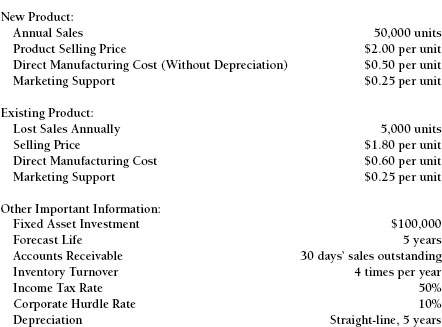 New Product:
Annual Sales 50,000 units
Product Selling Price $2.00 per unit
Direct Manufacturing Cost (Without Depreciation) $0.50 per unit
Marketing Support $0.25 per unit
Existing Product:
Lost Sales Annually 5,000 units
Selling Price $1.80 per unit
Direct Manufacturing Cost $0.60 per unit
Marketing Support $0.25 per unit
Other Important Information:
Fixed Asset Investment $100,000
Forecast Life 5 years
Accounts Receivable 30 days' sales outstanding
Inventory Turnover 4 times per year
Income Tax Rate 50%
Corporate Hurdle Rate 10%
Depreciation Straight-line, 5 years